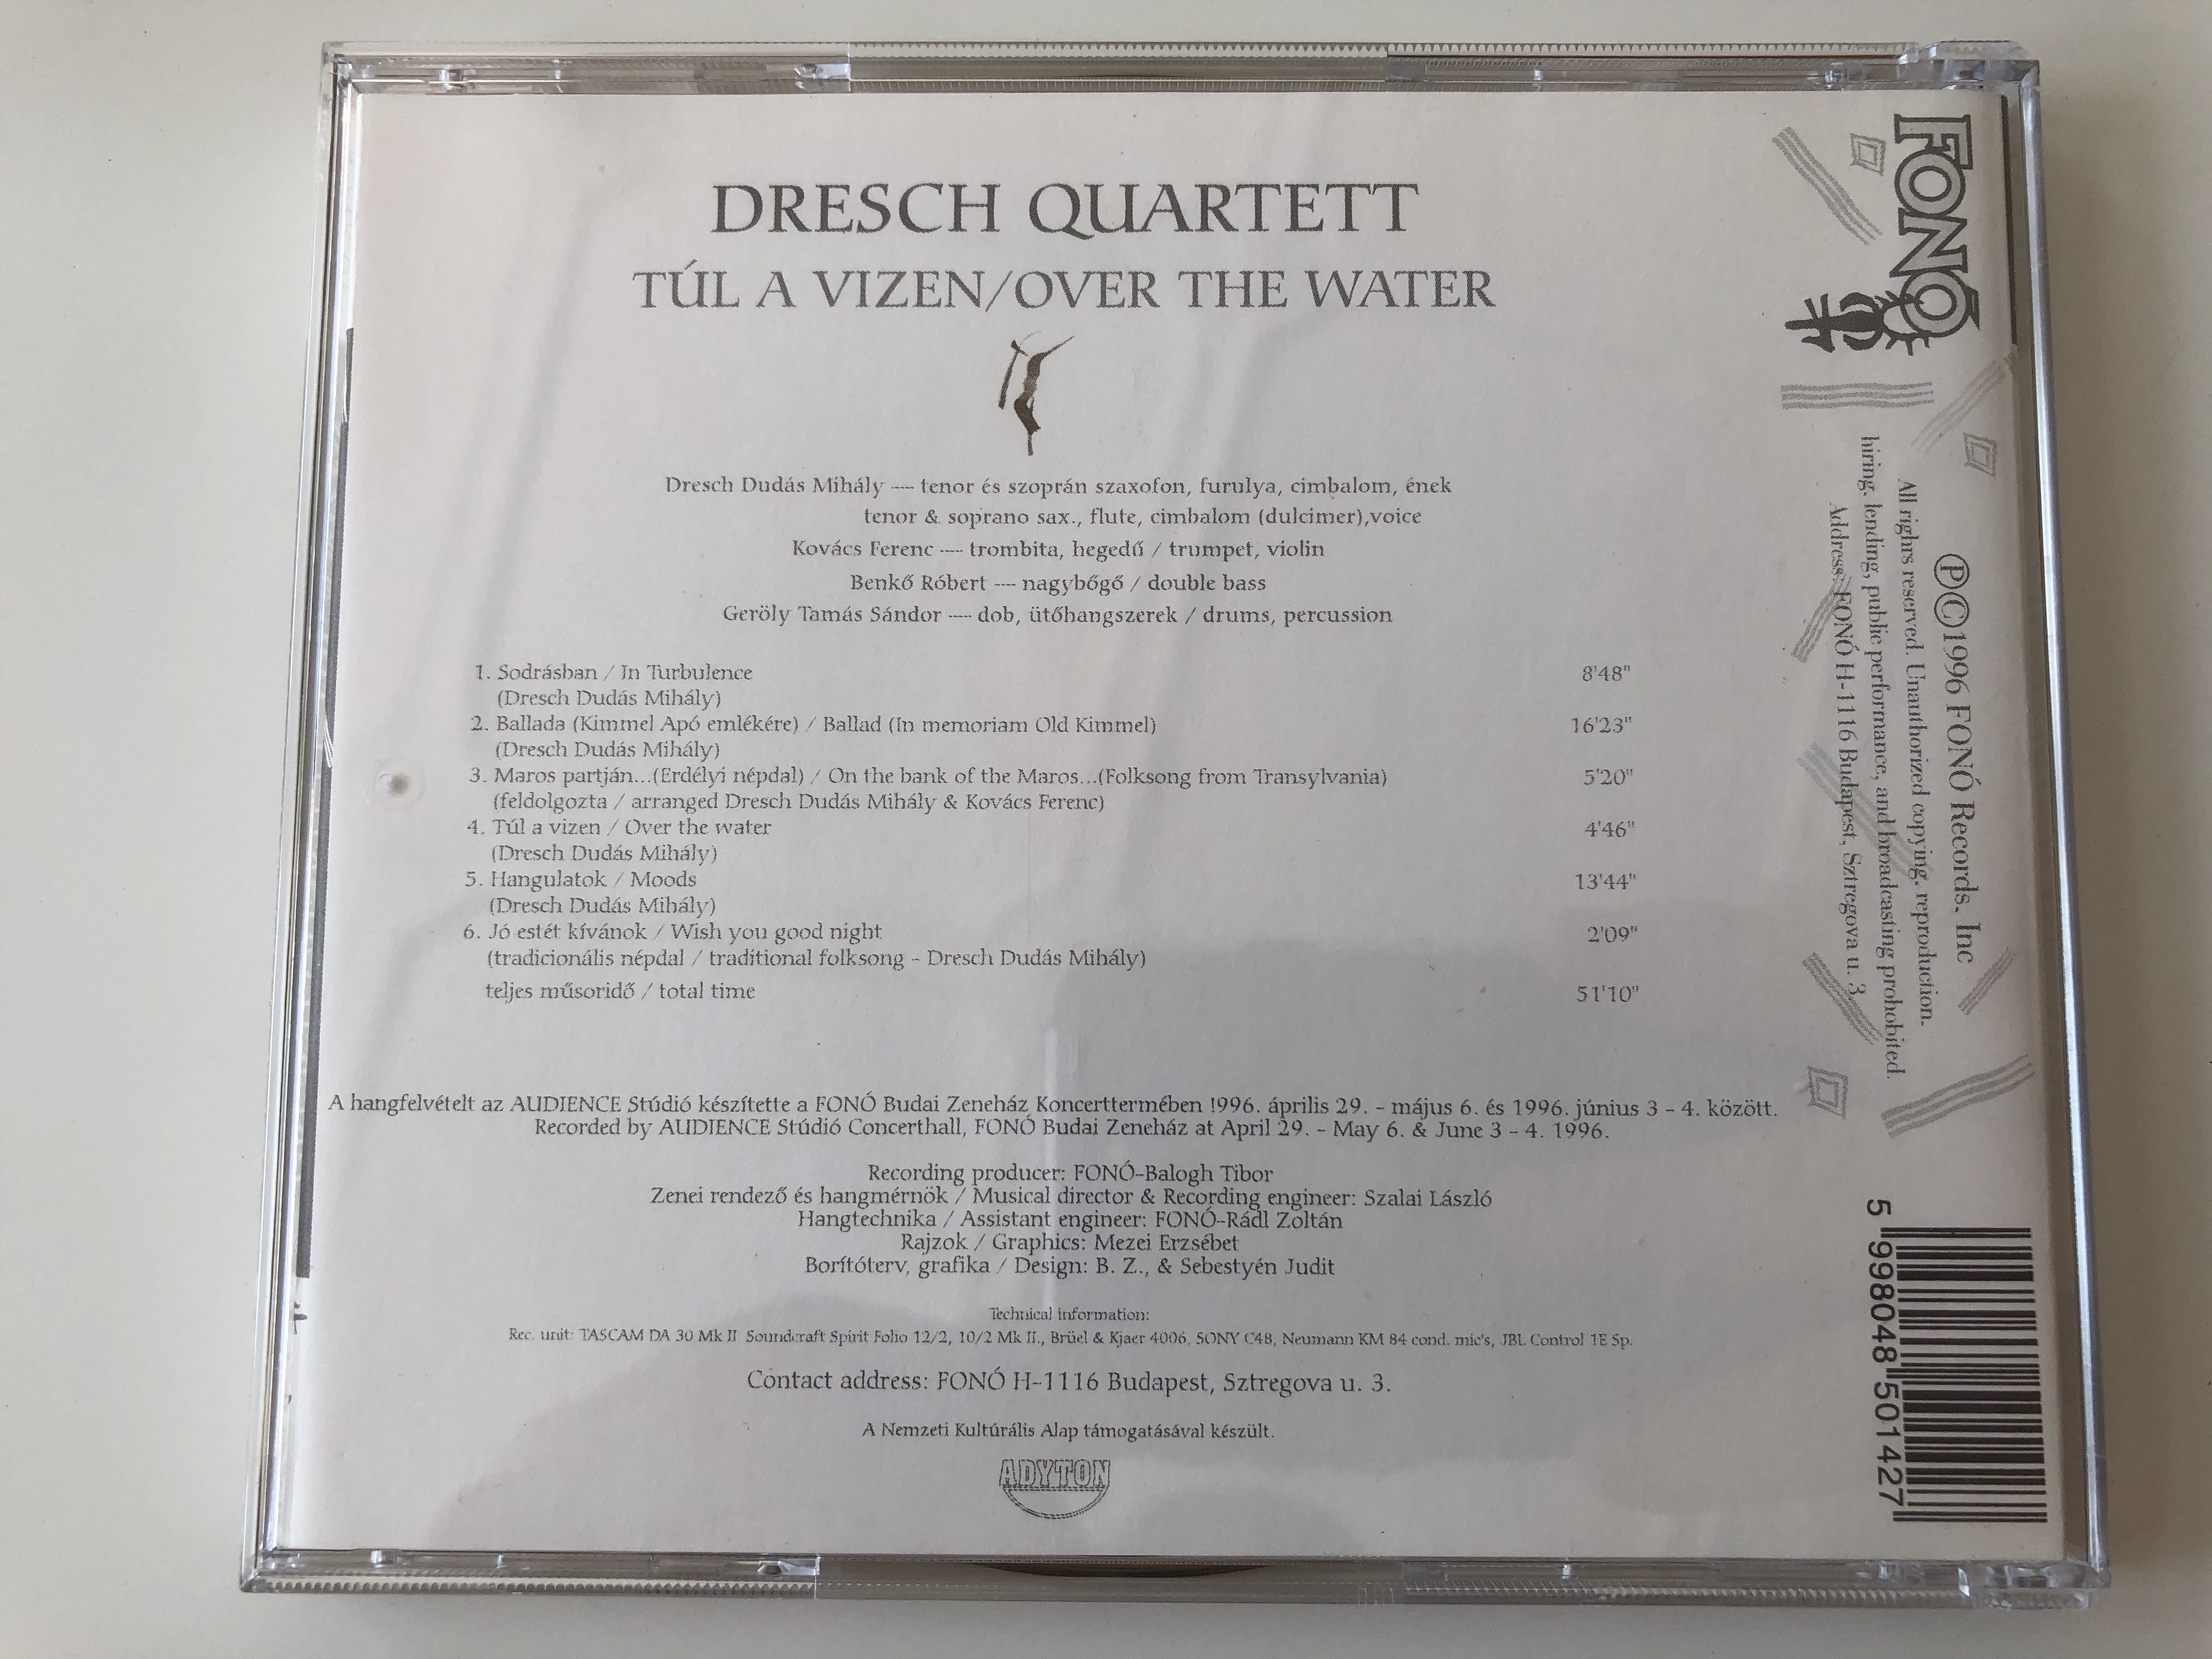 DRESCH QUARTETT
TÚL A VIZEN/OVER THE WATER
Dresch Dudás Mihály — tenor és szoprán szaxofon, furulya, cimbalom, ének
tenor & soprano sax., flute, cimbalom (dulcimer),voice
Kovács Ferenc — trombita, hegedű / trumpet, violin
Benkő Róbert — nagybőgő / double bass
Geröly Tamás Sándor — dob, ütőhangszerek / drums, percussion
1. Sodrásban / In Turbulence 8'48"
(Dresch Dudás Mihály)
2. Ballada (Kimmel Apó emlékére) / Ballad (In memoriam Old Kimmel) 16'23"
(Dresch Dudás Mihály)
3. Maros partján...(Erdélyi népdal) / On the bank of the Maros...(Folksong from Transylvania) 5'20"
(feldolgozta / arranged Dresch Dudás Mihály & Kovács Ferenc)
4. Túl a vizen / Over the water 4'46"
(Dresch Dudás Mihály)
5. Hangulatok / Moods 13'44"
(Dresch Dudás Mihály)
6. Jó estét kívánok / Wish you good night 2'09"
(tradicionális népdal / traditional folksong - Dresch Dudás Mihály)
teljes műsoridő / total time 51'10"
A hangfelvételt az AUDIENCE Stúdió készítette a FONÓ Budai Zeneház Koncerttermében !996. április 29. - május 6. és 1996. június 3 - 4. között.
Recorded by AUDIENCE Stúdió Concerthall, FONÓ Budai Zeneház at April 29. - May 6. & June 3 - 4. 1996.
Recording producer: FONÓ-Balogh Tibor
Zenei rendező és hangmérnök / Musical director & Recording engineer: Szalai László
Hangtechnika / Assistant engineer: FONÓ-Rádl Zoltán
Rajzok / Graphics: Mezei Erzsébet
Borítóterv, grafika / Design: B. Z., & Sebestyén Judit
Technical information:
Rec. unit: TASCAM DA 30 Mk II Soundcraft Spirit Folio 12/2, 10/2 Mk II., Brüel & Kjaer 4006, SONY C48, Neumann KM 84 cond. mic's, JBL Control 1E Sp.
Contact address: FONÓ H-1116 Budapest, Sztregova u. 3.
A Nemzeti Kultúrális Alap támogatásával készült.
ADYTON
FONÓ
℗©1996 FONÓ Records, Inc
All righrs reserved. Unauthorized copying, reproduction.
hiring, lending, public performance, and broadcasting prohobited.
Address: FONÓ H-1116 Budapest, Sztregova u. 3.
5 998048 501427